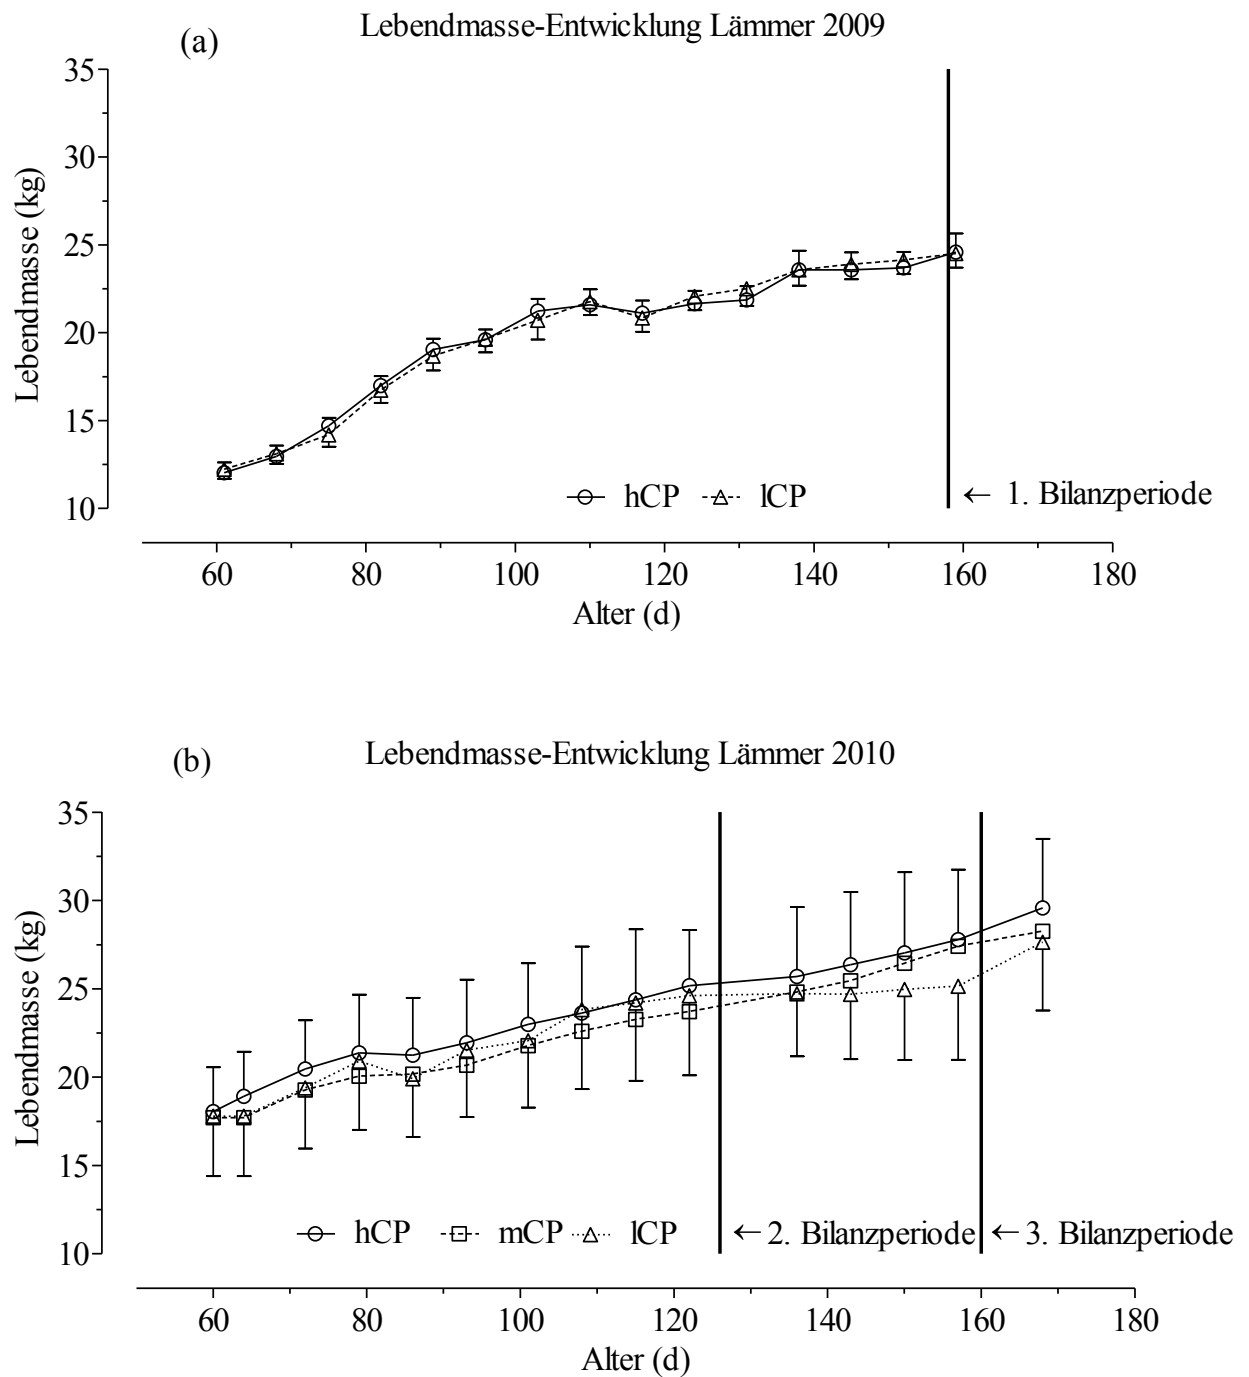 (a)
Lebendmasse-Entwicklung Lämmer 2009
35
30
25
20
15
10
Lebendmasse (kg)
hCP
lCP
← 1. Bilanzperiode
60 80 100 120 140 160 180
Alter (d)
(b)
Lebendmasse-Entwicklung Lämmer 2010
35
30
25
20
15
10
Lebendmasse (kg)
hCP
mCP
lCP
← 2. Bilanzperiode
← 3. Bilanzperiode
60 80 100 120 140 160 180
Alter (d)